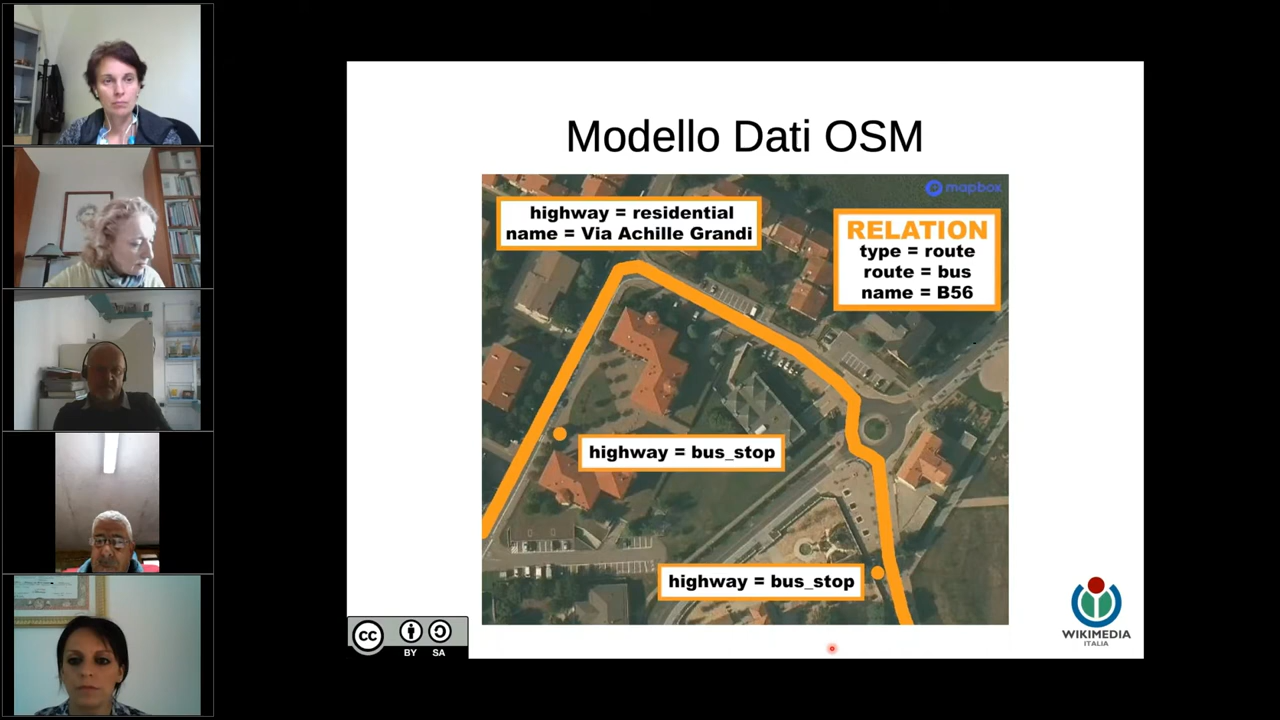 Modello Dati OSM
mapbox
highway = residential
name = Via Achille Grandi
RELATION
type = route
route = bus
name = B56
highway = bus_stop
highway = bus_stop
cc
BY SA
WIKIMEDIA
ITALIA